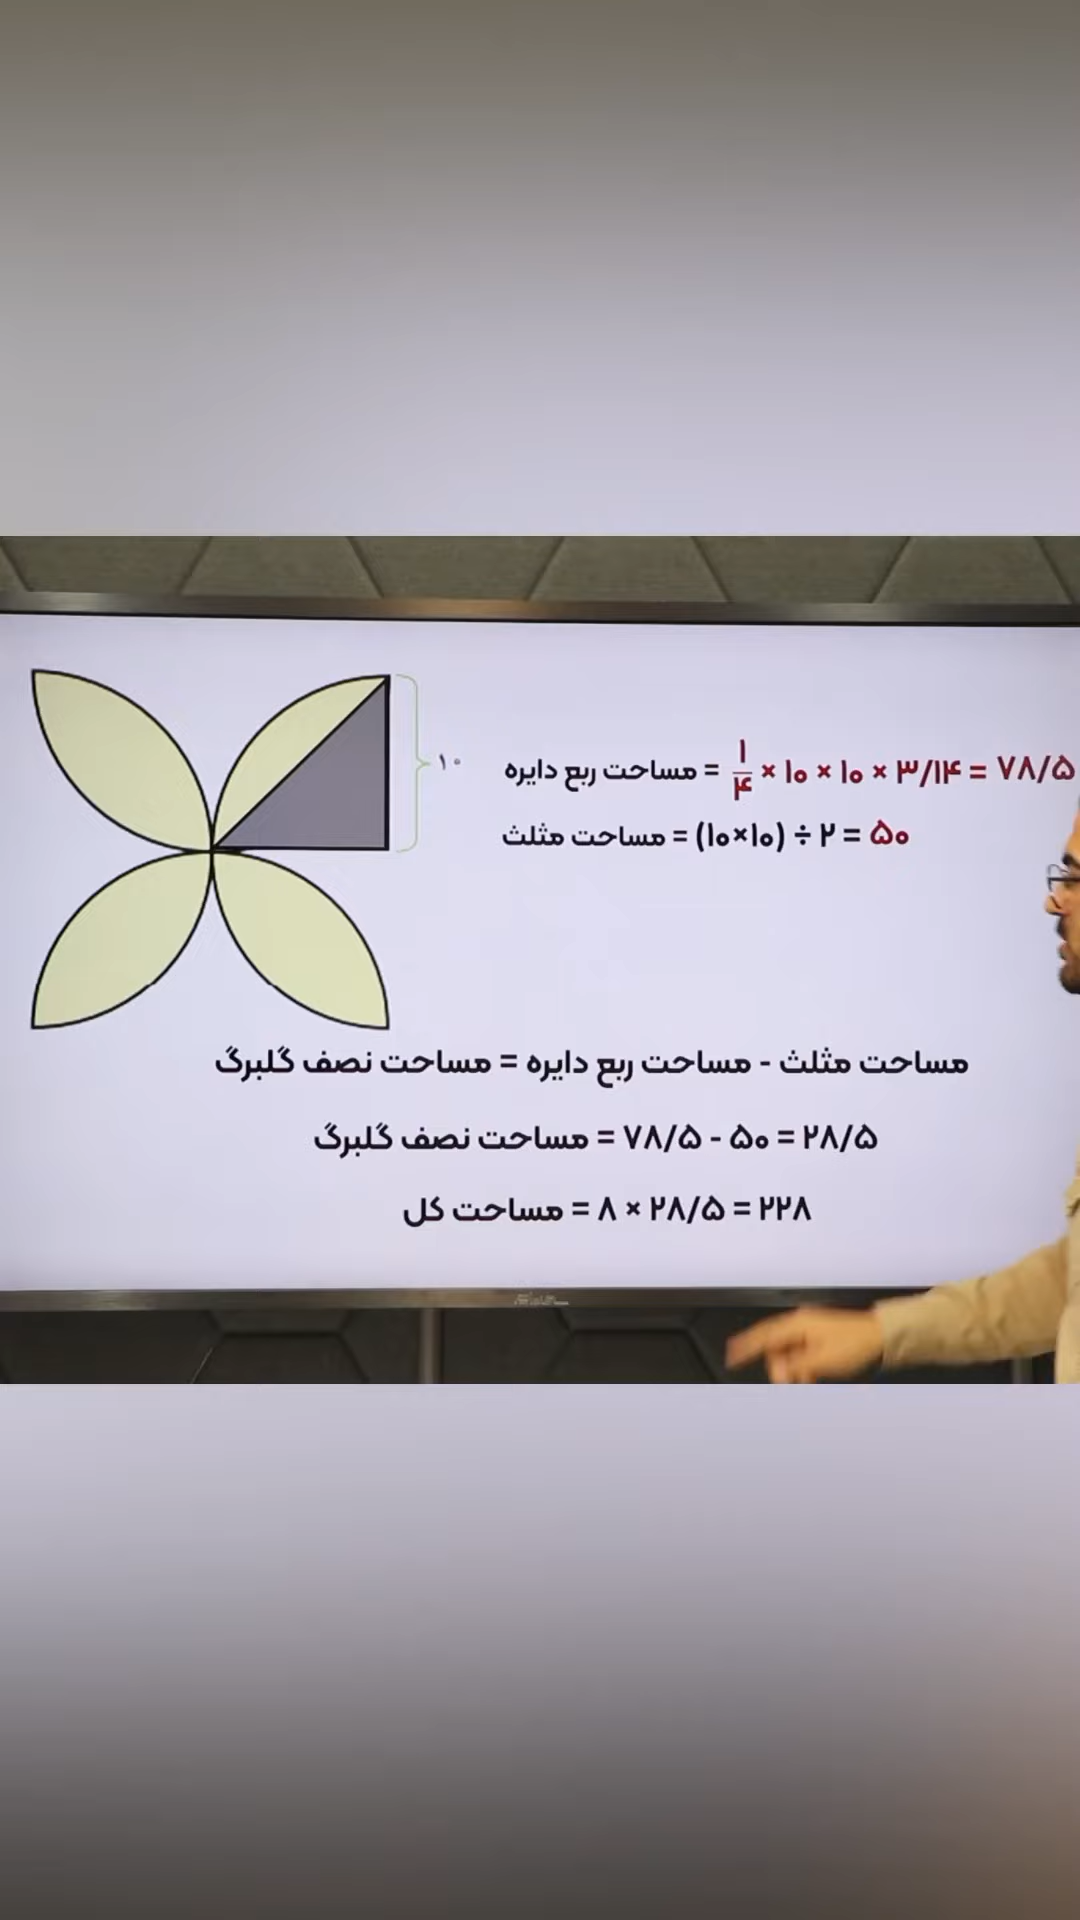 ۱۰
مساحت ربع دایره = ۱/۴ × ۱۰ × ۱۰ × ۳/۱۴ = ۷۸/۵
مساحت مثلث = (۱۰×۱۰) ÷ ۲ = ۵۰
مساحت مثلث - مساحت ربع دایره = مساحت نصف گلبرگ
مساحت نصف گلبرگ = ۷۸/۵ - ۵۰ = ۲۸/۵
مساحت کل = ۸ × ۲۸/۵ = ۲۲۸